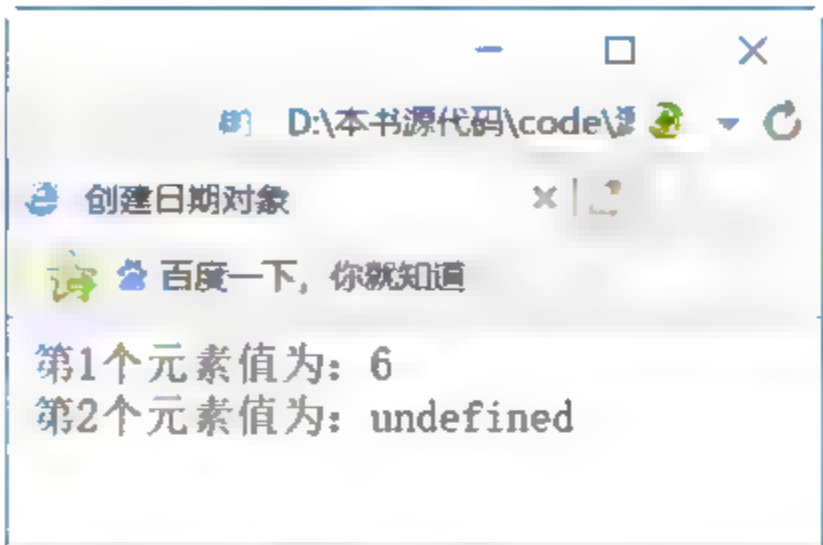 D:\本书源代码\code\
创建日期对象
百度一下，你就知道
第1个元素值为：6
第2个元素值为：undefined